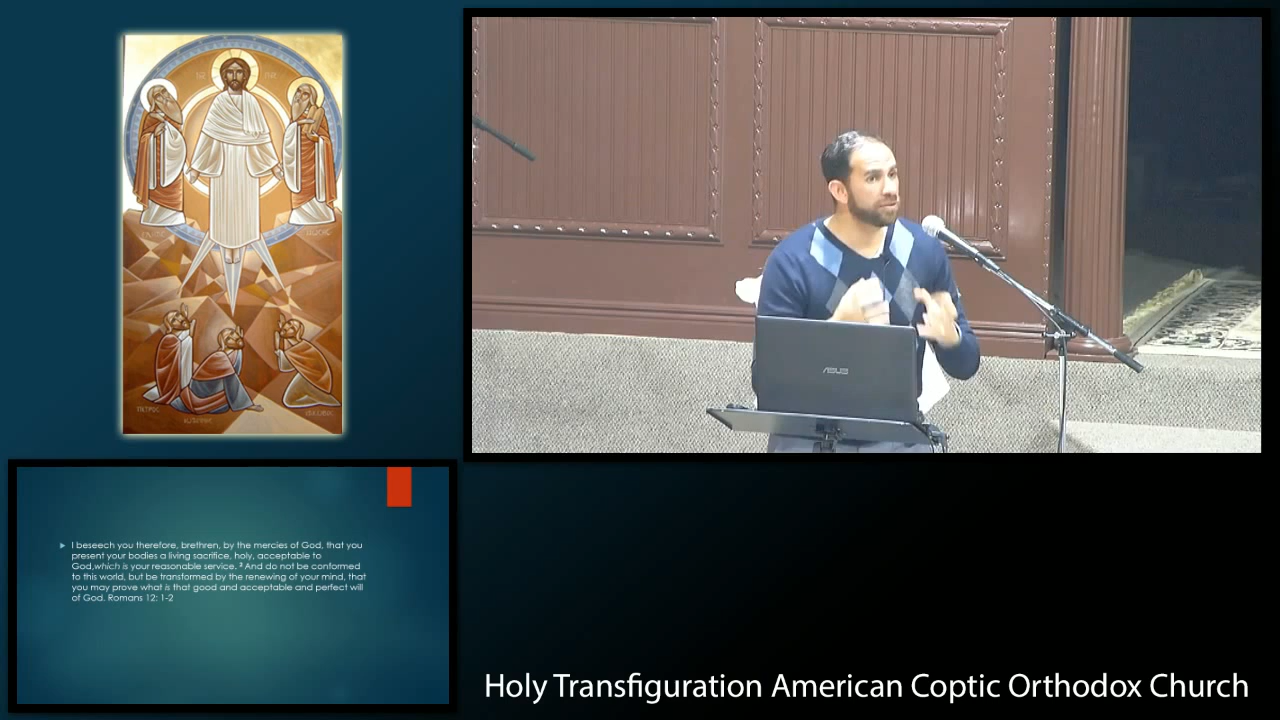 I beseech you therefore, brethren, by the mercies of God, that you
present your bodies a living sacrifice, holy, acceptable to
God,which is your reasonable service. ² And do not be conformed
to this world, but be transformed by the renewing of your mind, that
you may prove what is that good and acceptable and perfect will
of God. Romans 12: 1-2
ASUS
Holy Transfiguration American Coptic Orthodox Church